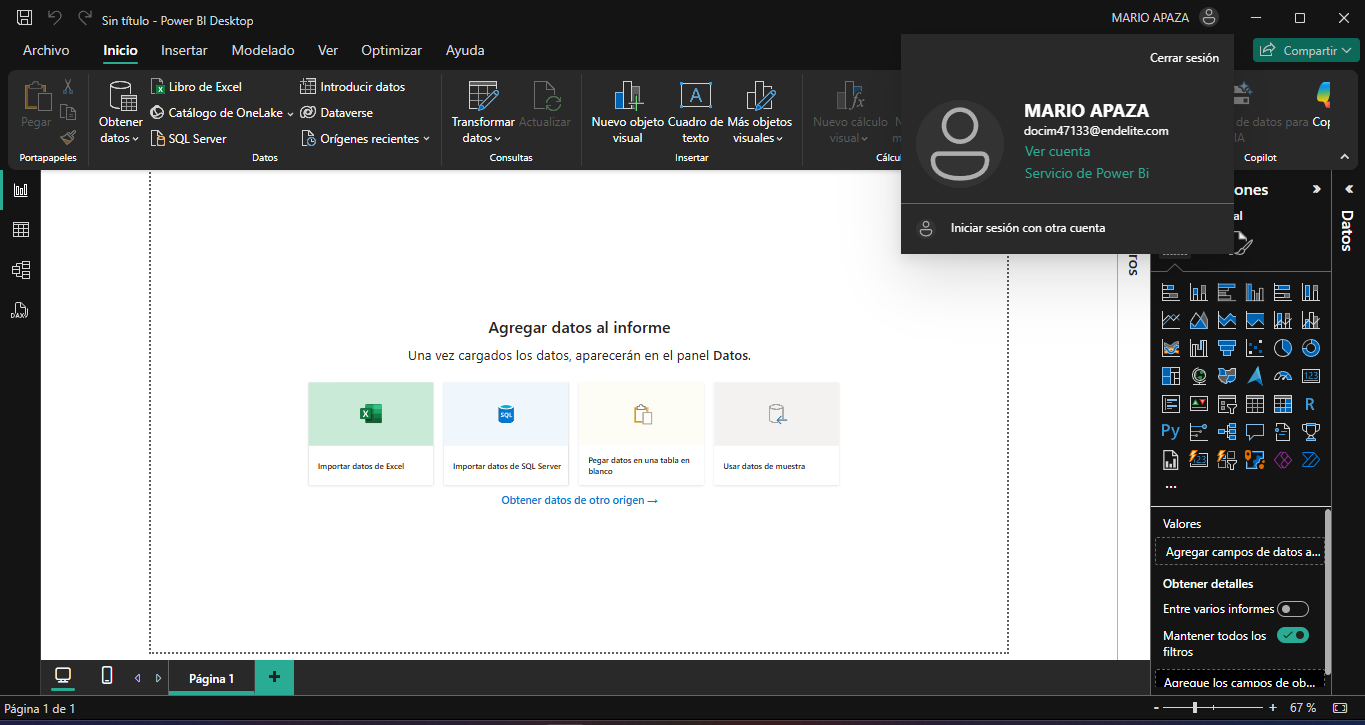 Sin título - Power BI Desktop
MARIO APAZA
Archivo
Inicio
Insertar
Modelado
Ver
Optimizar
Ayuda
Compartir
Pegar
Portapapeles
Obtener
datos
Libro de Excel
Catálogo de OneLake
SQL Server
Introducir datos
Dataverse
Orígenes recientes
Datos
Transformar
datos
Actualizar
Consultas
Nuevo objeto
visual
Cuadro de
texto
Más objetos
visuales
Insertar
Nuevo cálculo
visual
N
m
Cálcu
de datos para
IA
Cop
Copilot
Cerrar sesión
MARIO APAZA
docim47133@endelite.com
Ver cuenta
Servicio de Power Bi
Iniciar sesión con otra cuenta
DAX
Agregar datos al informe
Una vez cargados los datos, aparecerán en el panel Datos.
SQL
Importar datos de Excel
Importar datos de SQL Server
Pegar datos en una tabla en
blanco
Usar datos de muestra
Obtener datos de otro origen →
ros
ones
al
Datos
123
R
Py
123
...
Valores
Agregar campos de datos a...
Obtener detalles
Entre varios informes
Mantener todos los
filtros
Agregue los campos de ob...
Página 1
+
Página 1 de 1
- + 67 %